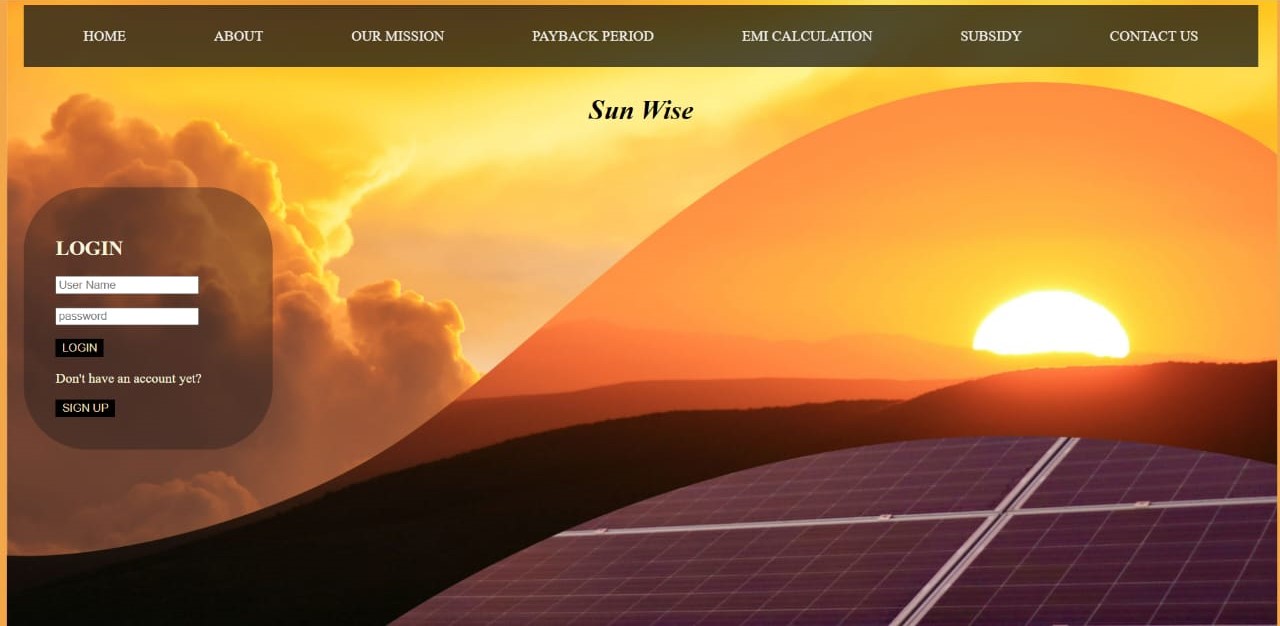 HOME ABOUT OUR MISSION PAYBACK PERIOD EMI CALCULATION SUBSIDY CONTACT US
Sun Wise
LOGIN
User Name
password
LOGIN
Don't have an account yet?
SIGN UP